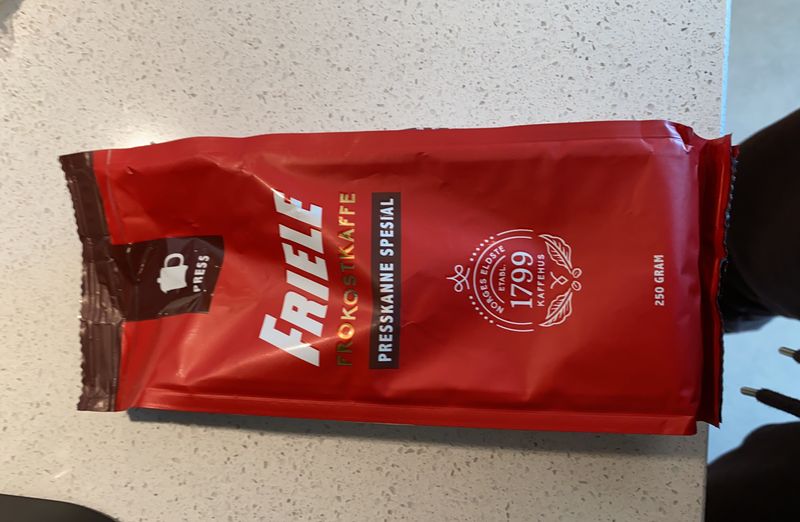 PRESS
FRIELE
FROKOSTKAFFE
PRESSKANNE SPESIAL
NORGES ELDSTE
ETABL.
1799
KAFFEHUS
250 GRAM